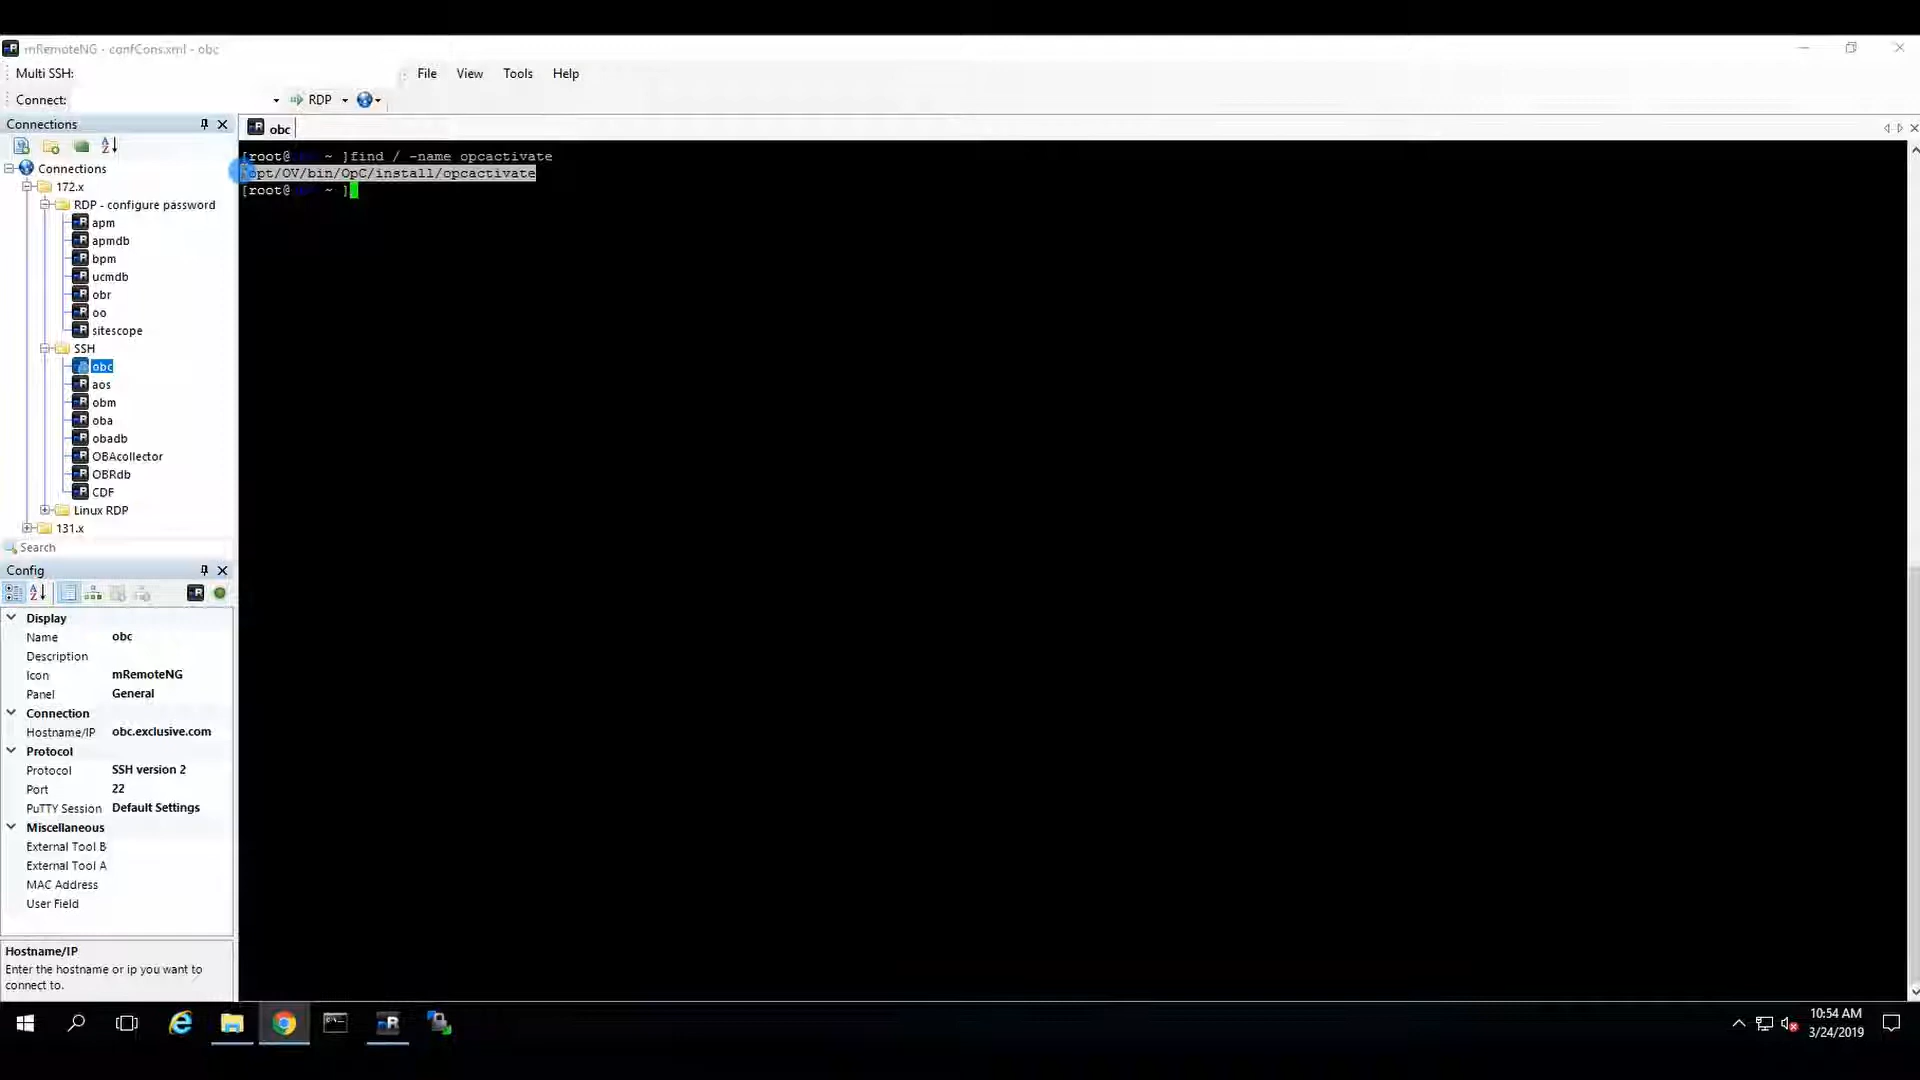 mRemoteNG - confCons.xml - obc
Multi SSH:
File View Tools Help
Connect:
RDP
Connections
obc
Connections
172.x
RDP - configure password
apm
apmdb
bpm
ucmdb
obr
oo
sitescope
SSH
obc
aos
obm
oba
obadb
OBAcollector
OBRdb
CDF
Linux RDP
131.x
Search
[root@ ~ ]find / -name opcactivate
/opt/OV/bin/OpC/install/opcactivate
[root@ ~ ]
Config
Display
Name obc
Description
Icon mRemoteNG
Panel General
Connection
Hostname/IP obc.exclusive.com
Protocol
Protocol SSH version 2
Port 22
PuTTY Session Default Settings
Miscellaneous
External Tool B
External Tool A
MAC Address
User Field
Hostname/IP
Enter the hostname or ip you want to
connect to.
10:54 AM
3/24/2019